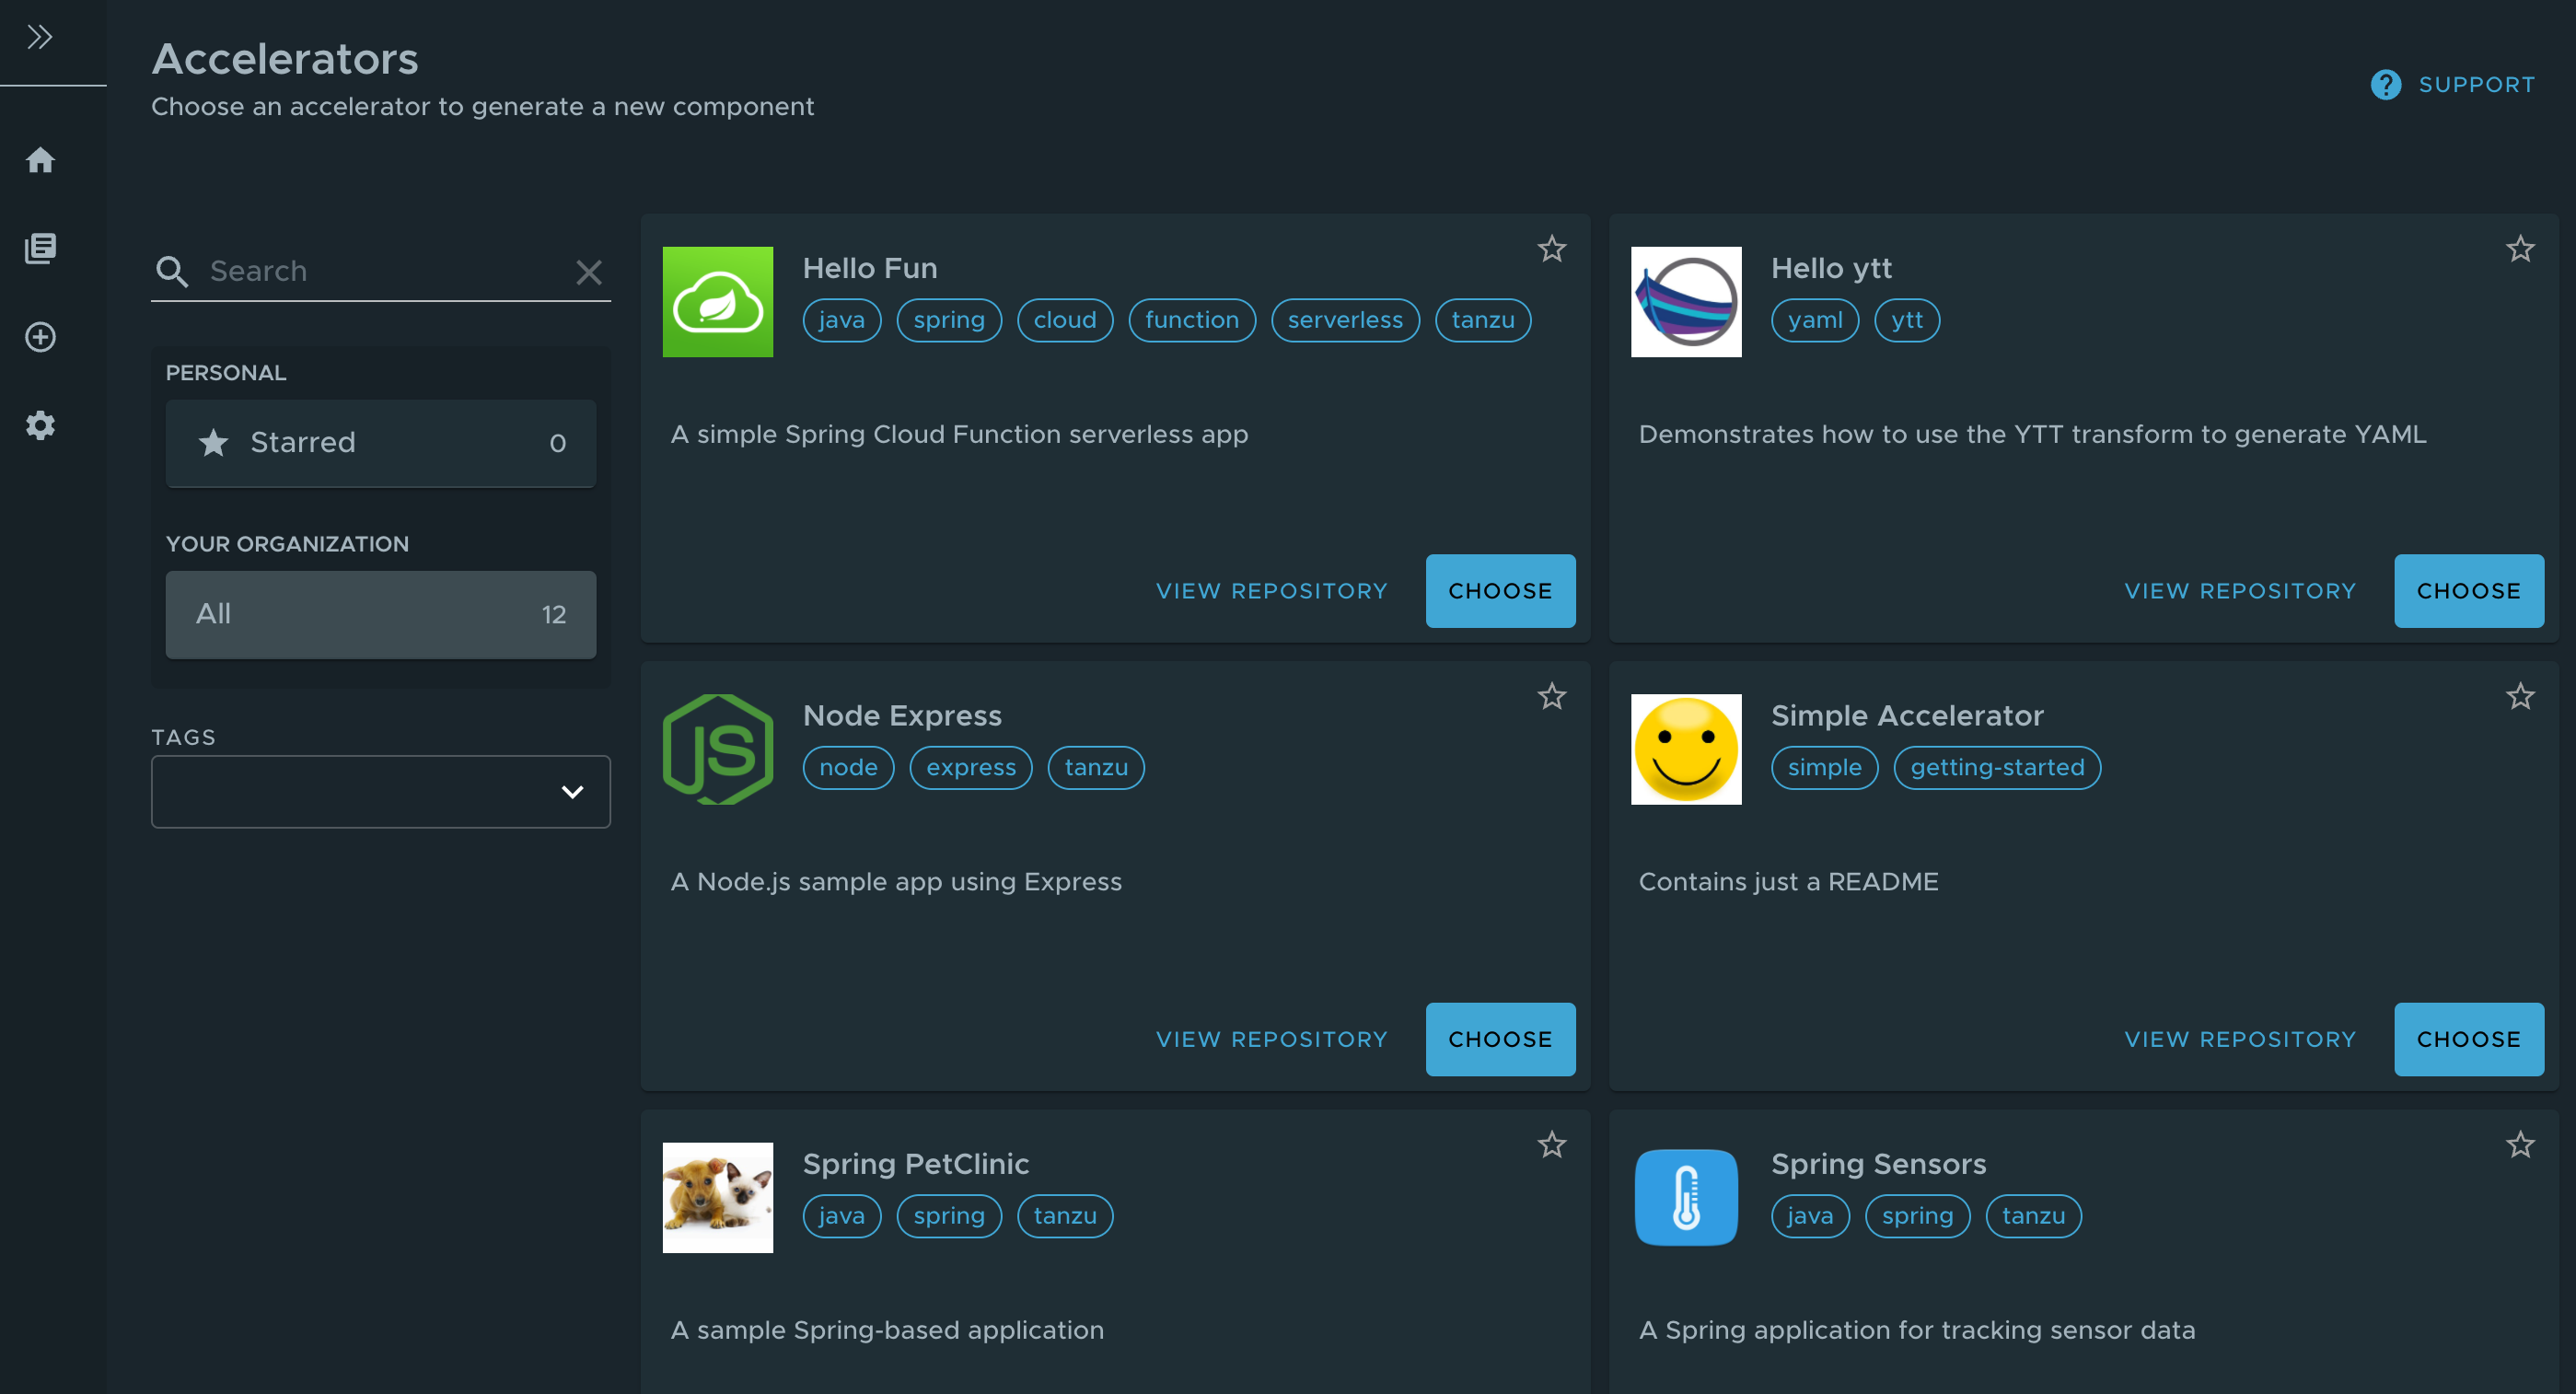 Accelerators
Choose an accelerator to generate a new component
SUPPORT
Search
PERSONAL
Starred 0
YOUR ORGANIZATION
All 12
TAGS
Hello Fun
java spring cloud function serverless tanzu
A simple Spring Cloud Function serverless app
VIEW REPOSITORY CHOOSE
Hello ytt
yaml ytt
Demonstrates how to use the YTT transform to generate YAML
VIEW REPOSITORY CHOOSE
JS
Node Express
node express tanzu
A Node.js sample app using Express
VIEW REPOSITORY CHOOSE
Simple Accelerator
simple getting-started
Contains just a README
VIEW REPOSITORY CHOOSE
Spring PetClinic
java spring tanzu
A sample Spring-based application
Spring Sensors
java spring tanzu
A Spring application for tracking sensor data